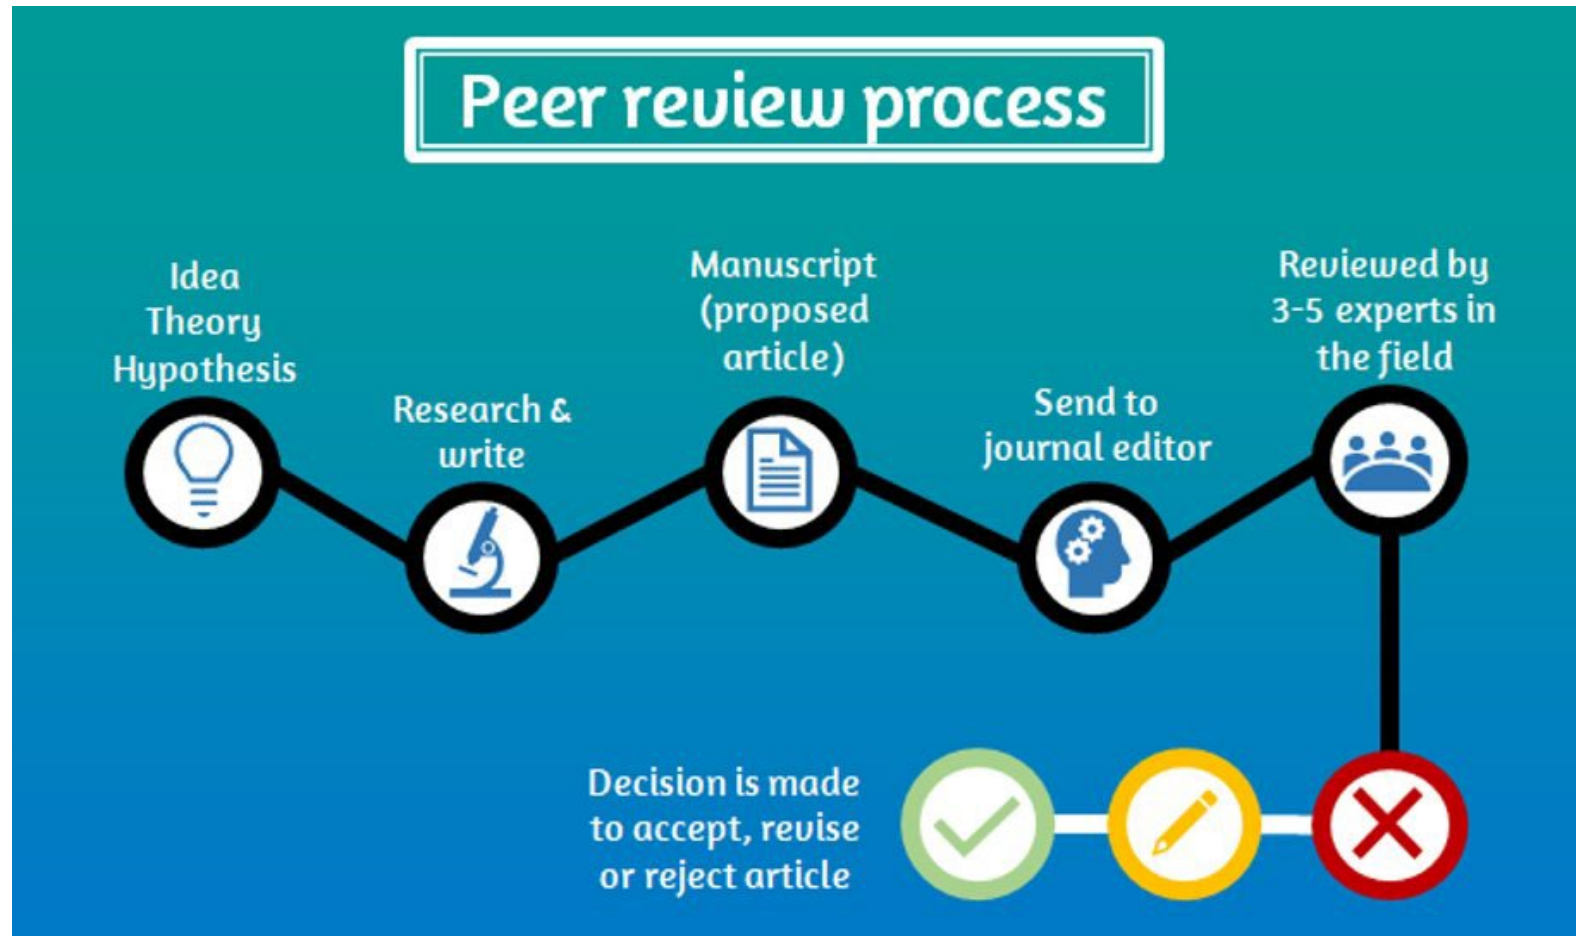 Peer review process
Idea
Theory
Hypothesis
Research &
write
Manuscript
(proposed
article)
Send to
journal editor
Reviewed by
3-5 experts in
the field
Decision is made
to accept, revise
or reject article